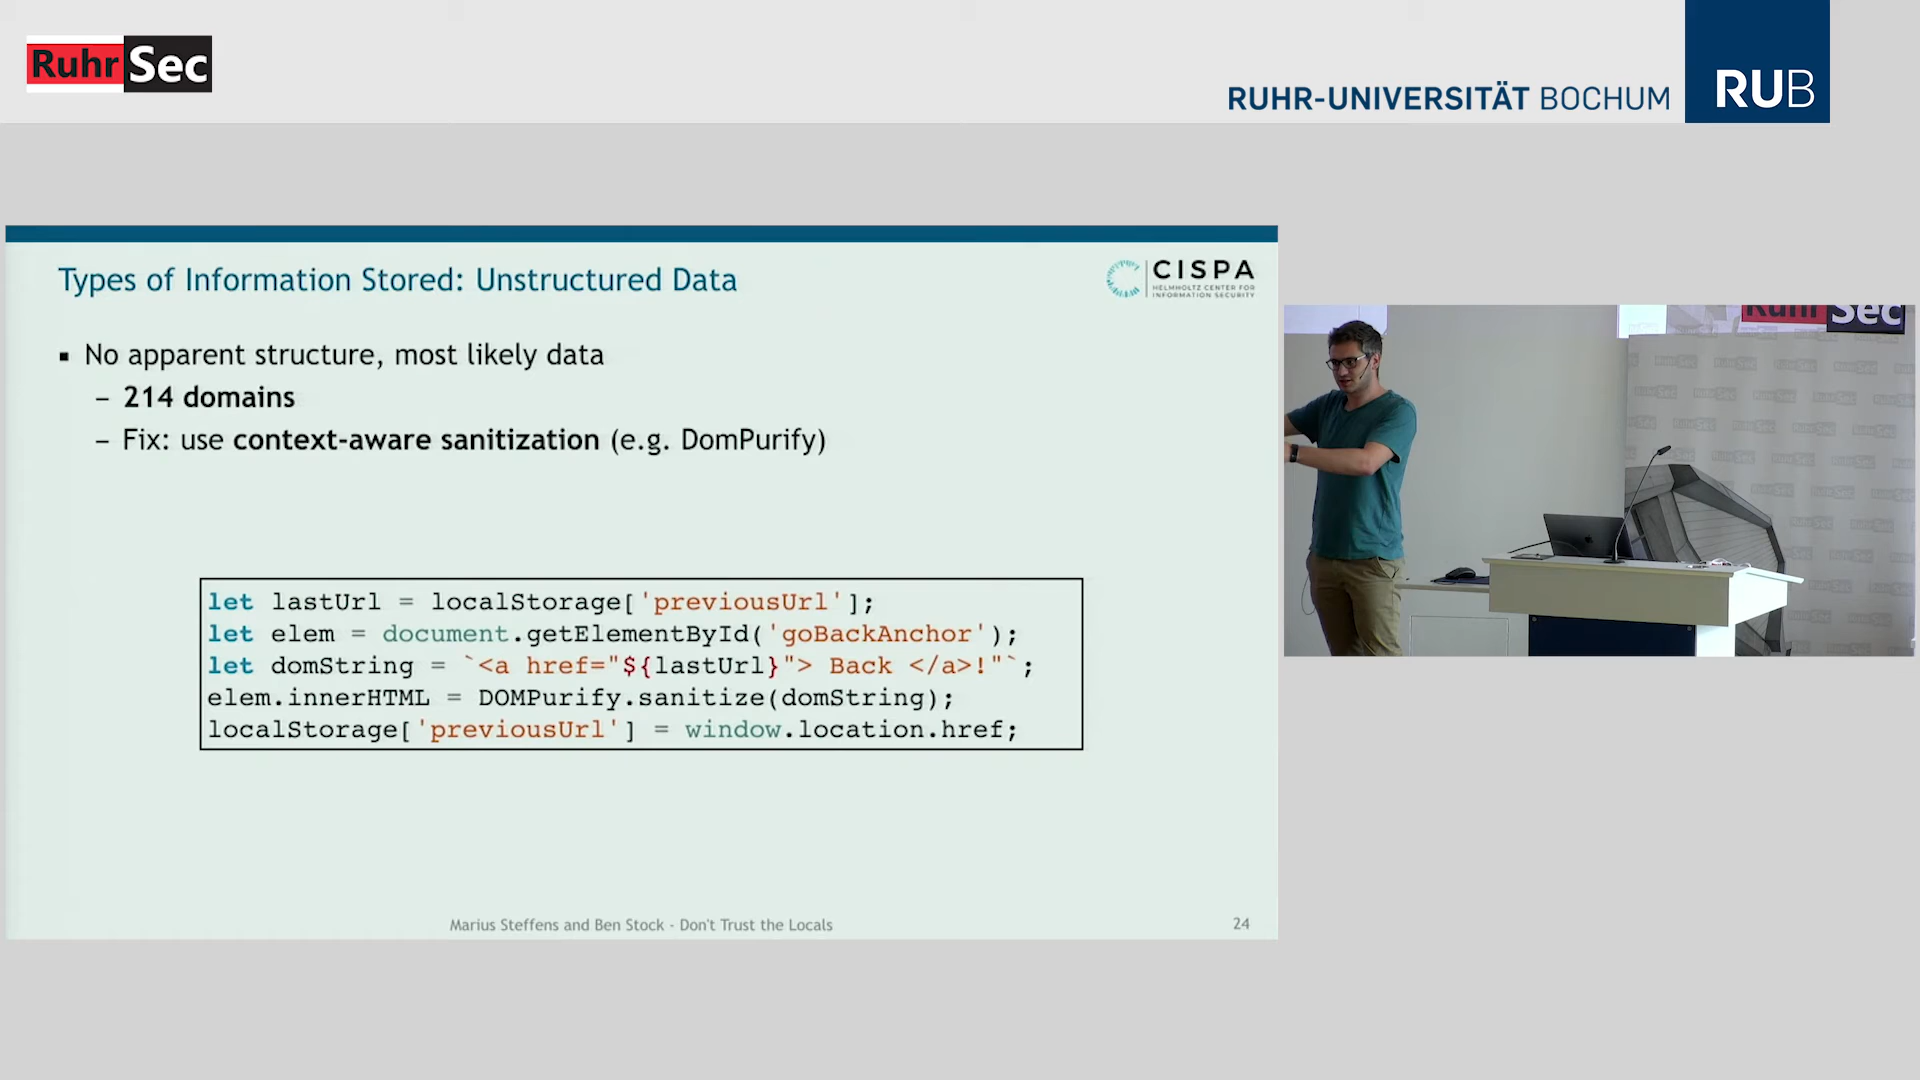 RuhrSec
RUHR-UNIVERSITÄT BOCHUM
RUB
Types of Information Stored: Unstructured Data
CISPA
HELMHOLTZ CENTER FOR
INFORMATION SECURITY
▪ No apparent structure, most likely data
– 214 domains
– Fix: use context-aware sanitization (e.g. DomPurify)
let lastUrl = localStorage['previousUrl'];
let elem = document.getElementById('goBackAnchor');
let domString = `<a href="${lastUrl}"> Back </a>!"`;
elem.innerHTML = DOMPurify.sanitize(domString);
localStorage['previousUrl'] = window.location.href;
Marius Steffens and Ben Stock - Don't Trust the Locals
24
RuhrSec